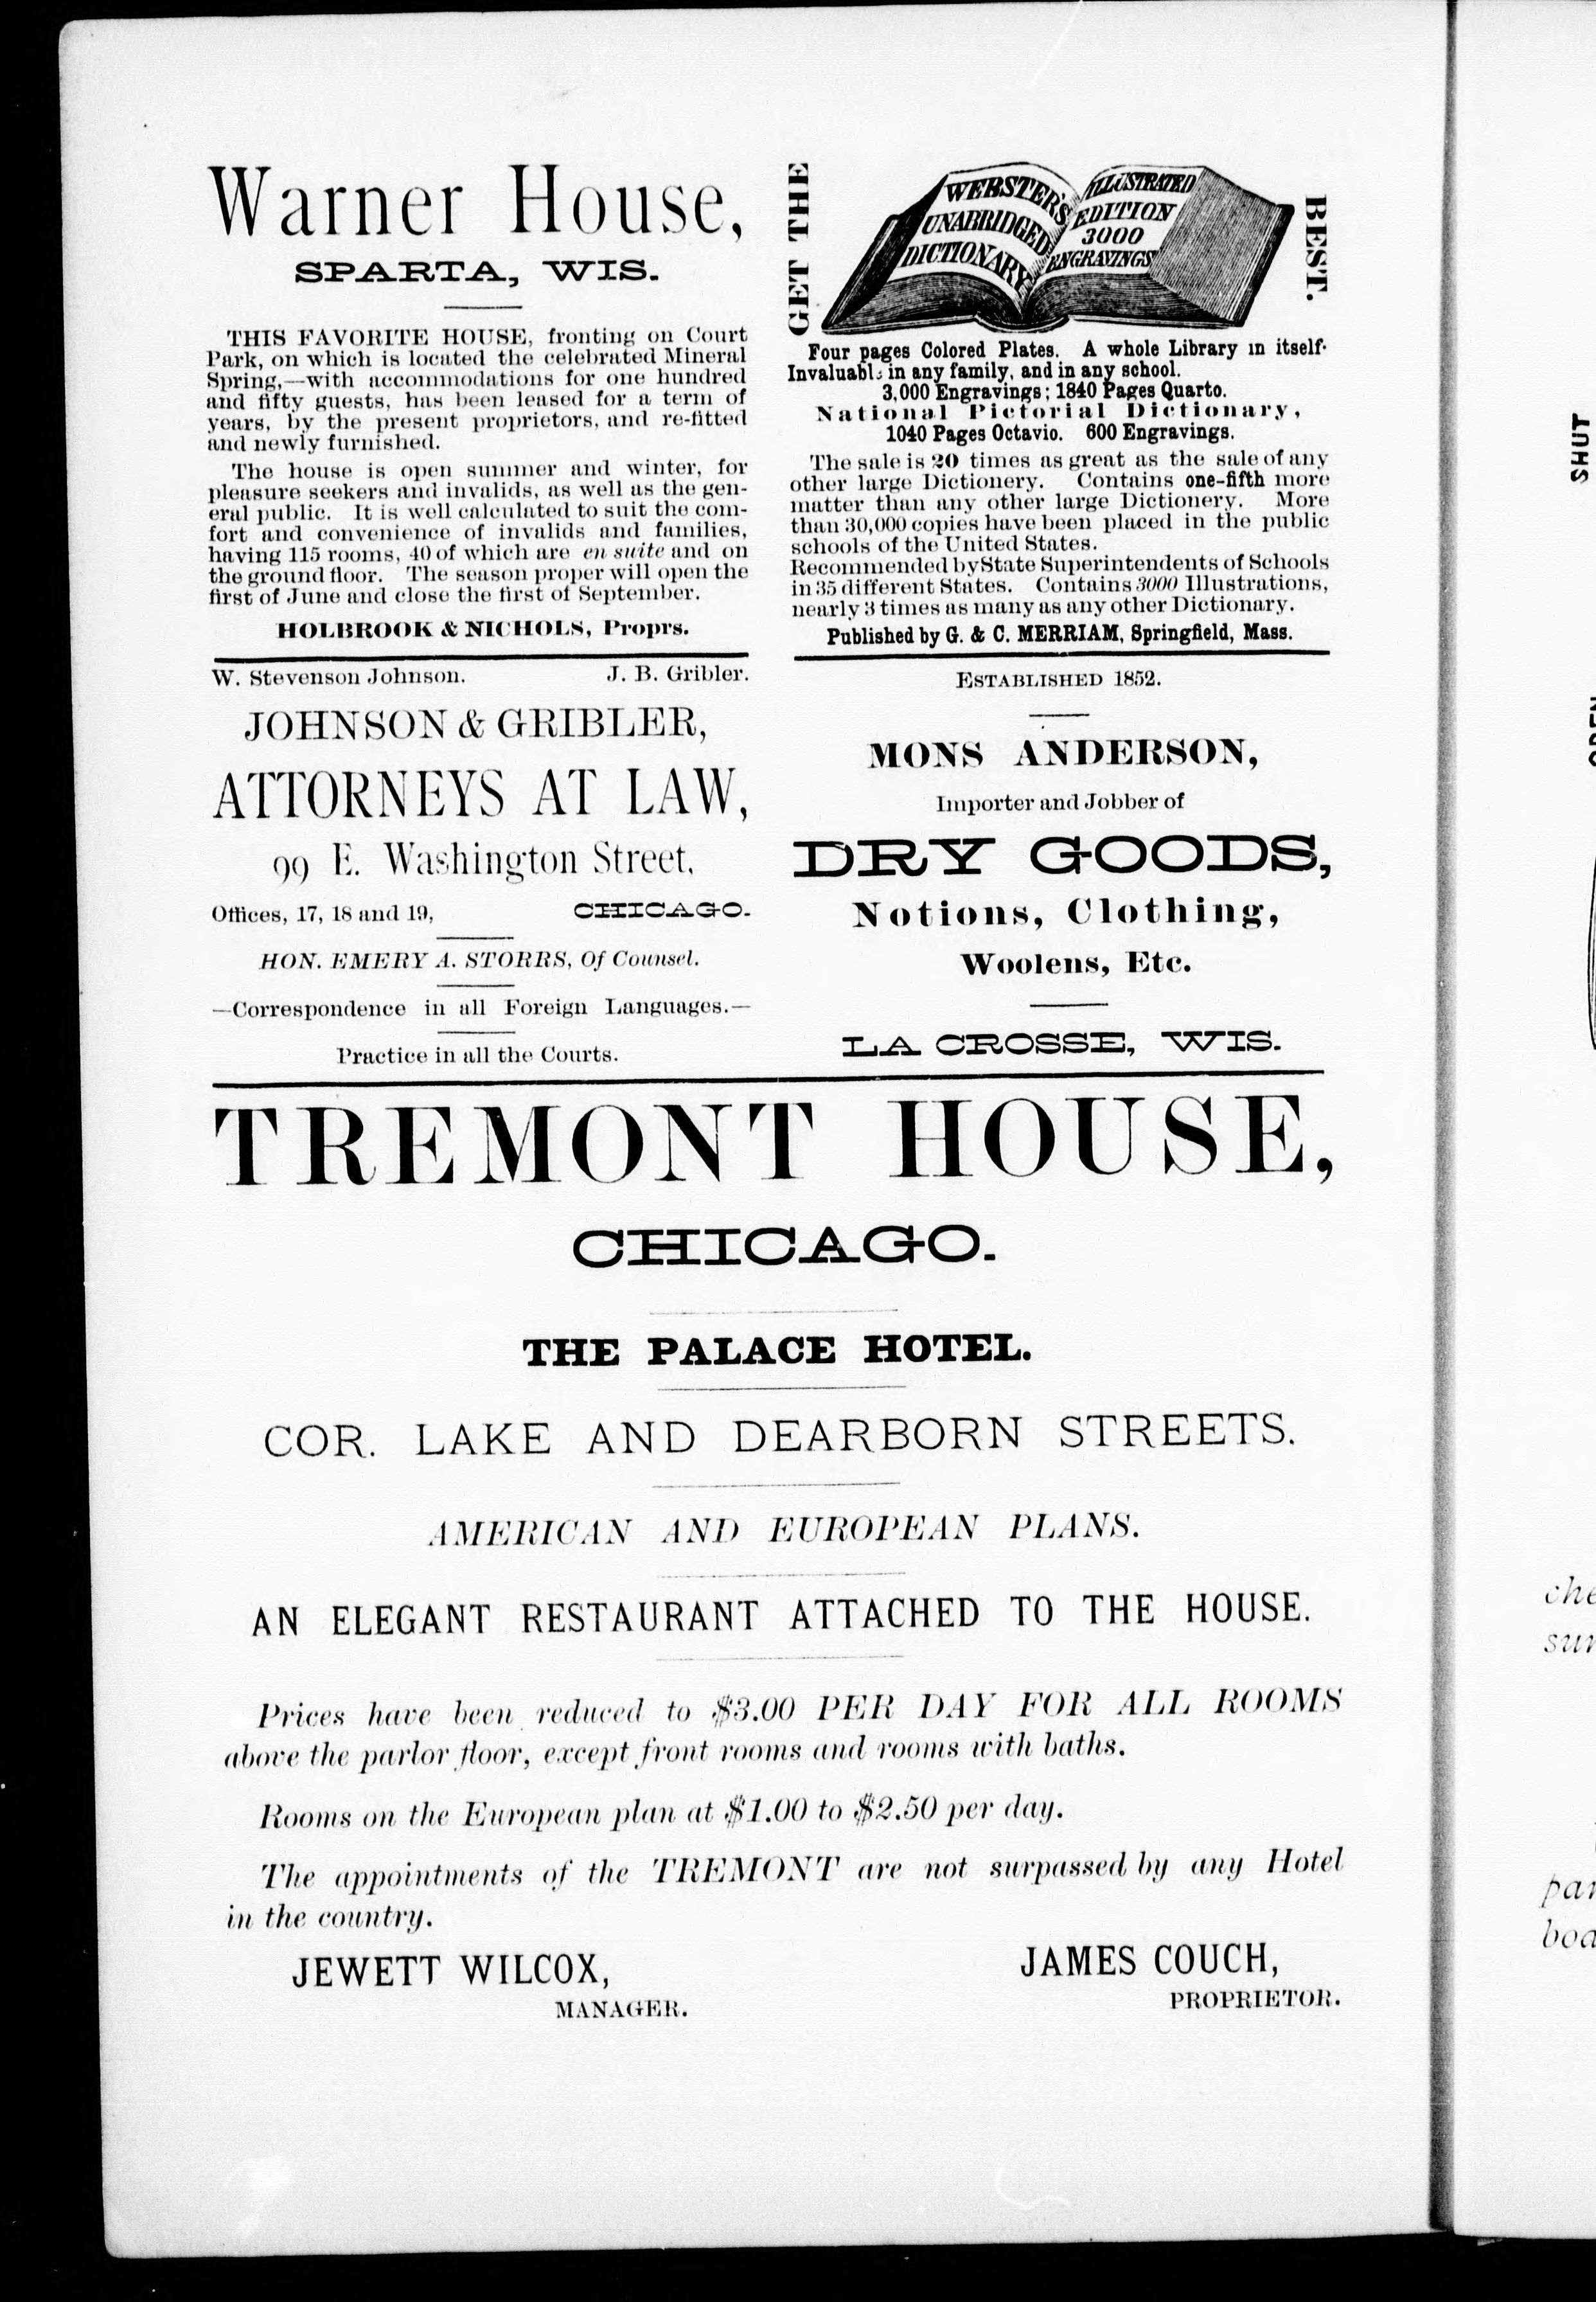 Warner House,
SPARTA, WIS.
THIS FAVORITE HOUSE, fronting on Court
Park, on which is located the celebrated Mineral
Spring,—with accommodations for one hundred
and fifty guests, has been leased for a term of
years, by the present proprietors, and re-fitted
and newly furnished.
The house is open summer and winter, for
pleasure seekers and invalids, as well as the gen-
eral public. It is well calculated to suit the com-
fort and convenience of invalids and families,
having 115 rooms, 40 of which are en suite and on
the ground floor. The season proper will open the
first of June and close the first of September.
HOLBROOK & NICHOLS, Proprs.
GET THE
WEBSTER'S
UNABRIDGED
DICTIONARY
ILLUSTRATED
EDITION
3000
ENGRAVINGS
BEST.
Four pages Colored Plates. A whole Library in itself.
Invaluable in any family, and in any school.
3,000 Engravings; 1840 Pages Quarto.
National Pictorial Dictionary,
1040 Pages Octavio. 600 Engravings.
The sale is 20 times as great as the sale of any
other large Dictionery. Contains one-fifth more
matter than any other large Dictionery. More
than 30,000 copies have been placed in the public
schools of the United States.
Recommended by State Superintendents of Schools
in 35 different States. Contains 3000 Illustrations,
nearly 3 times as many as any other Dictionary.
Published by G. & C. MERRIAM, Springfield, Mass.
W. Stevenson Johnson. J. B. Gribler.
JOHNSON & GRIBLER,
ATTORNEYS AT LAW,
99 E. Washington Street,
Offices, 17, 18 and 19, CHICAGO.
HON. EMERY A. STORRS, Of Counsel.
—Correspondence in all Foreign Languages.—
Practice in all the Courts.
ESTABLISHED 1852.
MONS ANDERSON,
Importer and Jobber of
DRY GOODS,
Notions, Clothing,
Woolens, Etc.
LA CROSSE, WIS.
TREMONT HOUSE,
CHICAGO.
THE PALACE HOTEL.
COR. LAKE AND DEARBORN STREETS.
AMERICAN AND EUROPEAN PLANS.
AN ELEGANT RESTAURANT ATTACHED TO THE HOUSE.
Prices have been reduced to $3.00 PER DAY FOR ALL ROOMS
above the parlor floor, except front rooms and rooms with baths.
Rooms on the European plan at $1.00 to $2.50 per day.
The appointments of the TREMONT are not surpassed by any Hotel
in the country.
JEWETT WILCOX,
MANAGER.
JAMES COUCH,
PROPRIETOR.
SHUT